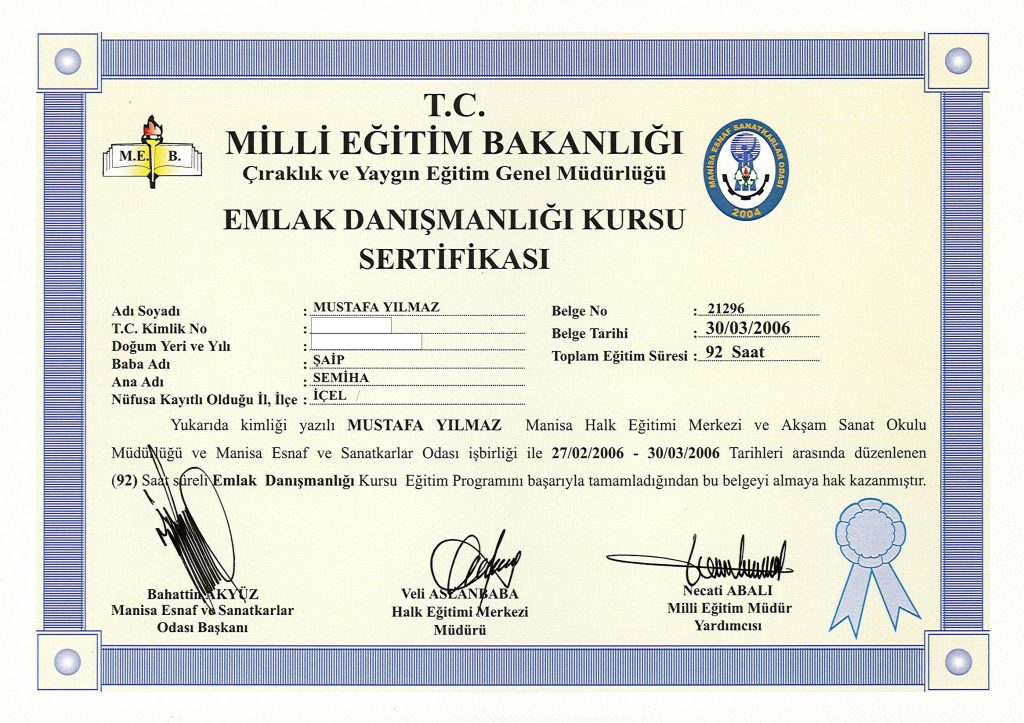 T.C.
MİLLİ EĞİTİM BAKANLIĞI
Çıraklık ve Yaygın Eğitim Genel Müdürlüğü
M.E. B.
MANİSA ESNAF SANATKARLAR ODASI
2004
EMLAK DANIŞMANLIĞI KURSU
SERTİFİKASI
Adı Soyadı : MUSTAFA YILMAZ
T.C. Kimlik No :
Doğum Yeri ve Yılı :
Baba Adı : ŞAİP
Ana Adı : SEMİHA
Nüfusa Kayıtlı Olduğu İl, İlçe : İÇEL /
Belge No : 21296
Belge Tarihi : 30/03/2006
Toplam Eğitim Süresi : 92 Saat
Yukarıda kimliği yazılı MUSTAFA YILMAZ Manisa Halk Eğitimi Merkezi ve Akşam Sanat Okulu
Müdürlüğü ve Manisa Esnaf ve Sanatkarlar Odası işbirliği ile 27/02/2006 - 30/03/2006 Tarihleri arasında düzenlenen
(92) Saat süreli Emlak Danışmanlığı Kursu Eğitim Programını başarıyla tamamladığından bu belgeyi almaya hak kazanmıştır.
Bahattin AKYÜZ
Manisa Esnaf ve Sanatkarlar
Odası Başkanı
Veli ASLANBABA
Halk Eğitimi Merkezi
Müdürü
Necati ABALI
Milli Eğitim Müdür
Yardımcısı